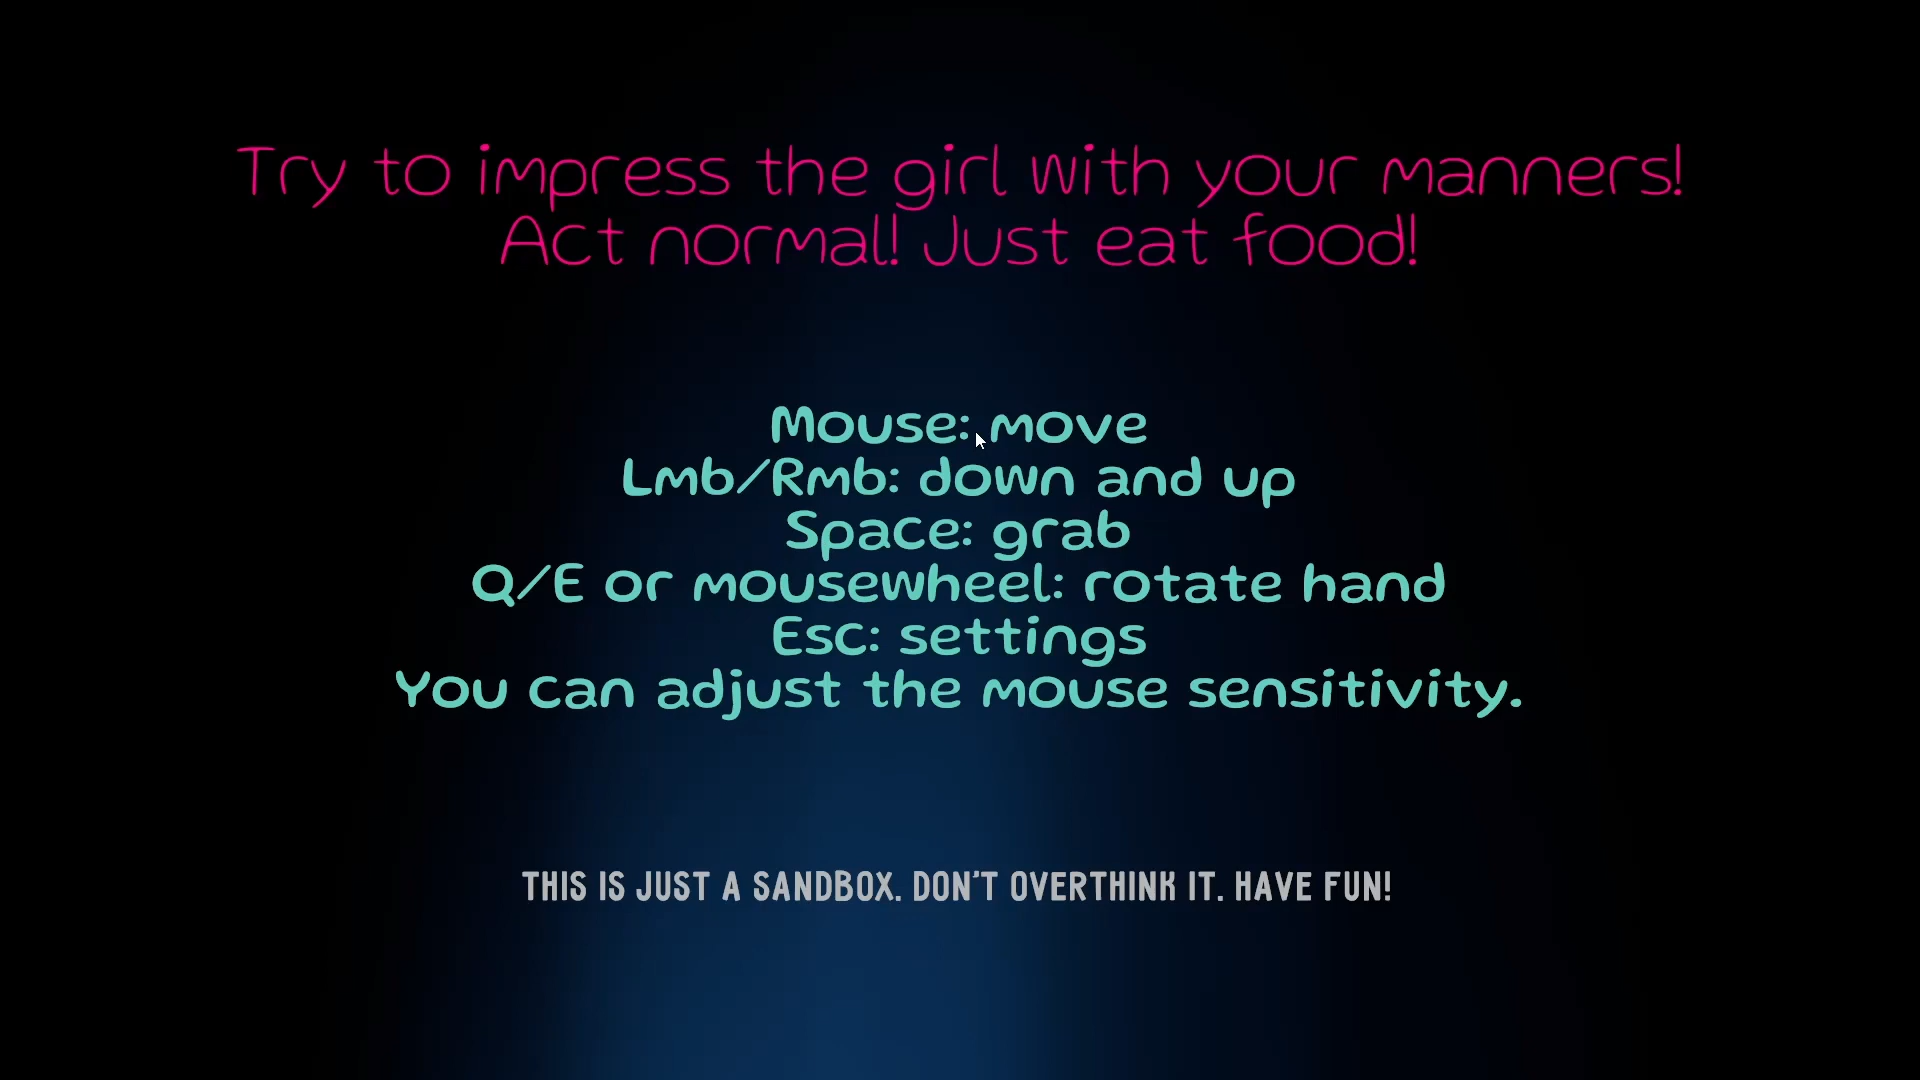 Try to impress the girl with your manners!
Act normal! Just eat food!
Mouse: move
Lmb/Rmb: down and up
Space: grab
Q/E or mousewheel: rotate hand
Esc: settings
You can adjust the mouse sensitivity.
THIS IS JUST A SANDBOX. DON'T OVERTHINK IT. HAVE FUN!